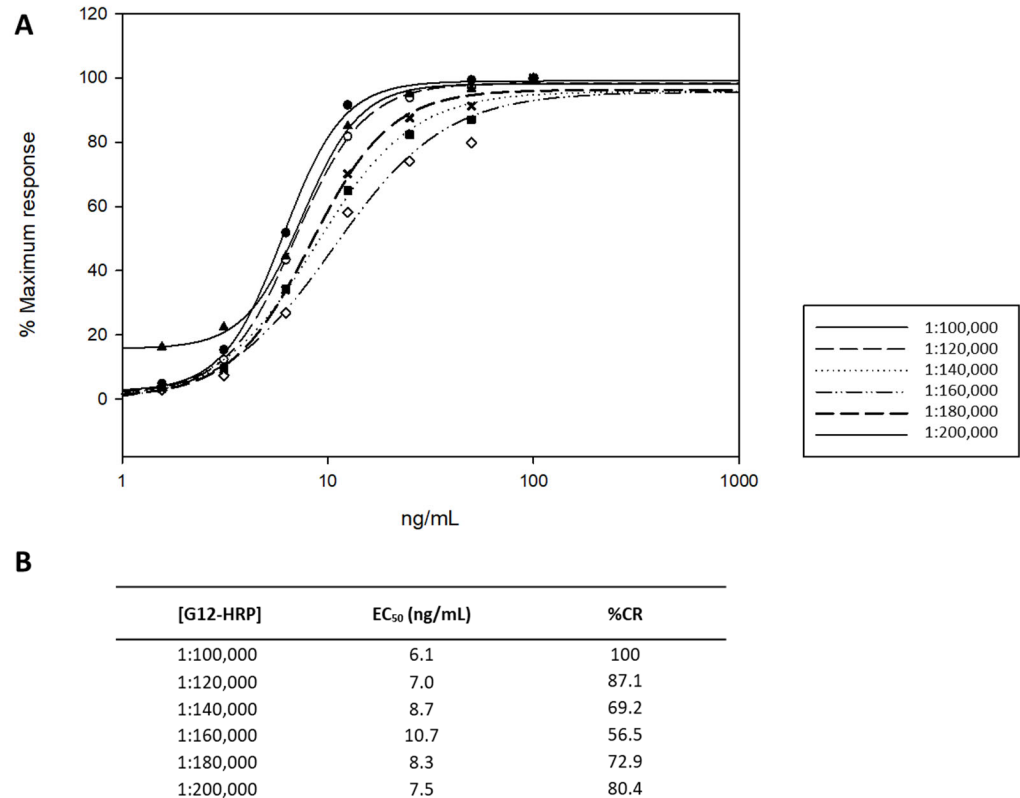 A
120
100
80
60
40
20
0
% Maximum response
1
10
100
1000
ng/mL
1:100,000
1:120,000
1:140,000
1:160,000
1:180,000
1:200,000
B
[G12-HRP] EC₅₀ (ng/mL) %CR
1:100,000 6.1 100
1:120,000 7.0 87.1
1:140,000 8.7 69.2
1:160,000 10.7 56.5
1:180,000 8.3 72.9
1:200,000 7.5 80.4